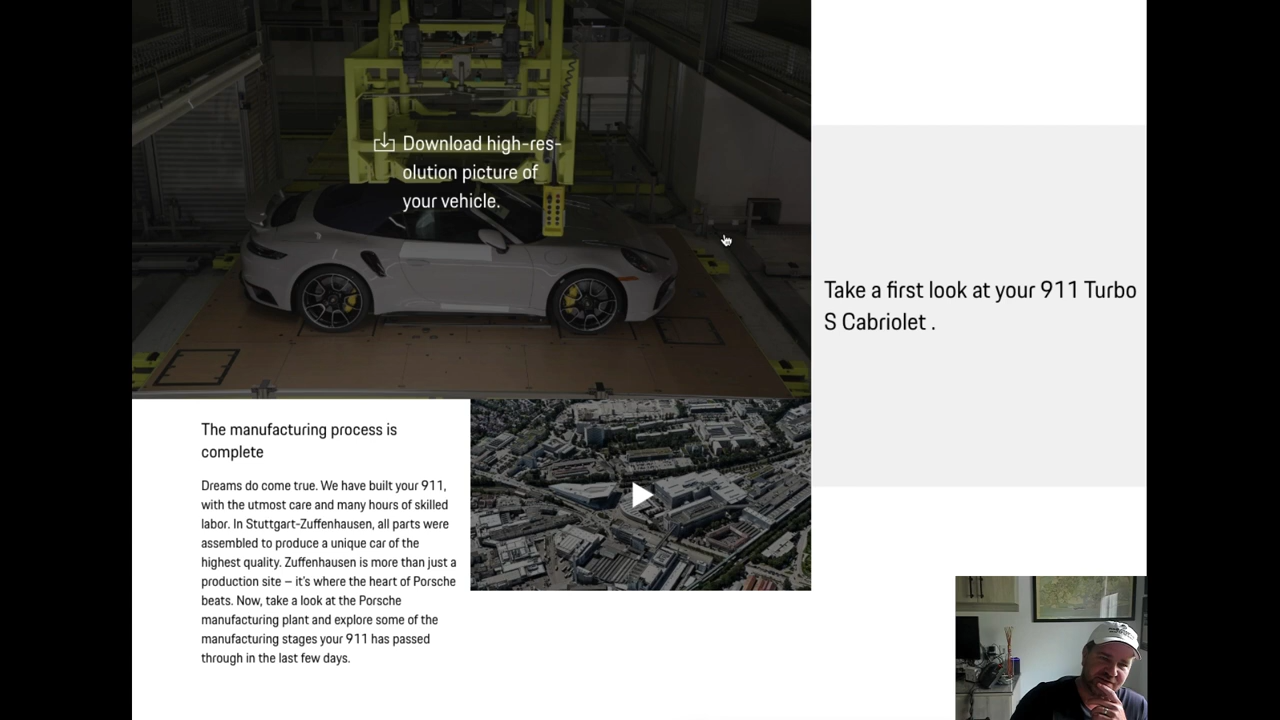 Download high-res-
olution picture of
your vehicle.
Take a first look at your 911 Turbo
S Cabriolet .
The manufacturing process is
complete
Dreams do come true. We have built your 911,
with the utmost care and many hours of skilled
labor. In Stuttgart-Zuffenhausen, all parts were
assembled to produce a unique car of the
highest quality. Zuffenhausen is more than just a
production site – it's where the heart of Porsche
beats. Now, take a look at the Porsche
manufacturing plant and explore some of the
manufacturing stages your 911 has passed
through in the last few days.